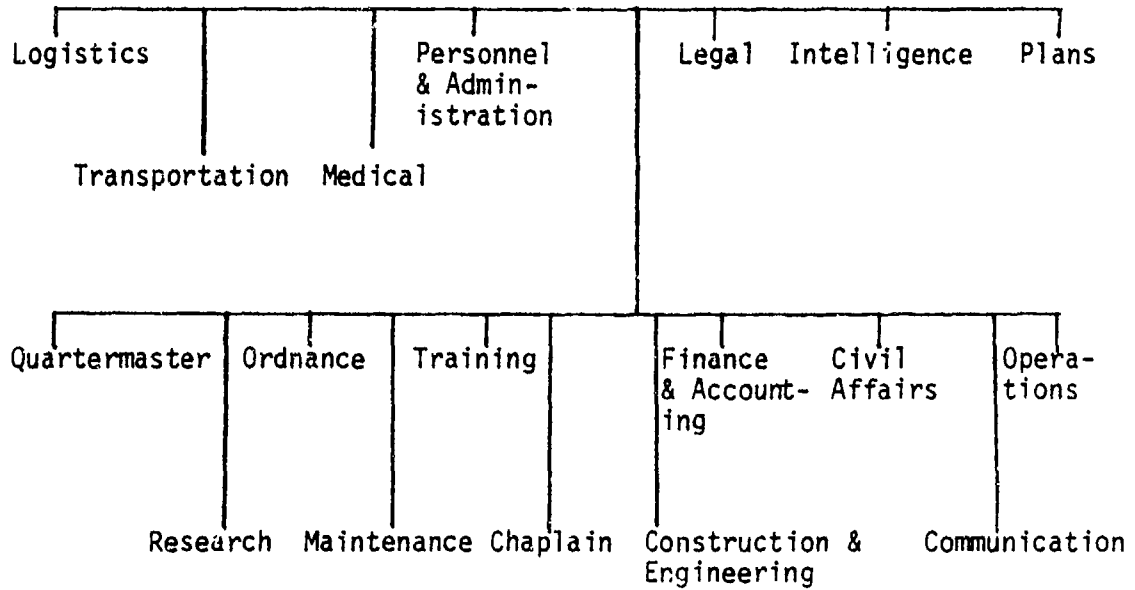 Logistics Personnel Legal Intelligence Plans
& Admin-
istration
Transportation Medical
Quartermaster Ordnance Training Finance Civil Opera-
& Account- Affairs tions
ing
Research Maintenance Chaplain Construction & Communication
Engineering